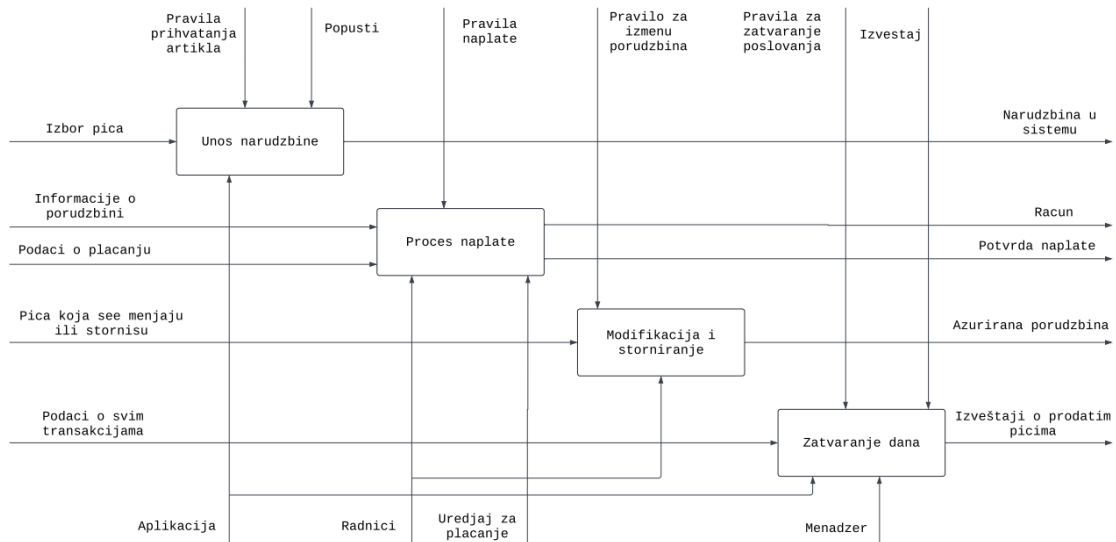 Pravila
prihvatanja
artikla
Popusti
Pravila
naplate
Pravilo za
izmenu
porudzbina
Pravila za
zatvaranje
poslovanja
Izvestaj
Izbor pica
Unos narudzbine
Narudzbina u
sistemu
Informacije o
porudzbini
Podaci o placanju
Proces naplate
Racun
Potvrda naplate
Pica koja see menjaju
ili stornisu
Modifikacija i
storniranje
Azurirana porudzbina
Podaci o svim
transakcijama
Zatvaranje dana
Izveštaji o prodatim
picima
Aplikacija
Radnici
Uredjaj za
placanje
Menadzer